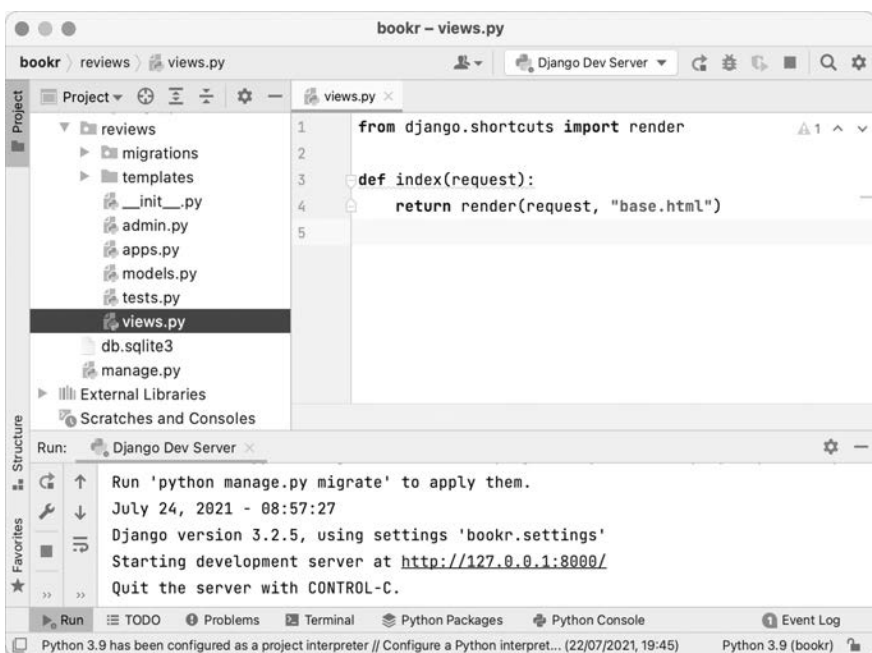 bookr – views.py
bookr reviews views.py
Django Dev Server
Project
Project
views.py
reviews
migrations
templates
__init__.py
admin.py
apps.py
models.py
tests.py
views.py
db.sqlite3
manage.py
External Libraries
Scratches and Consoles
1 from django.shortcuts import render
2
3 def index(request):
4 return render(request, "base.html")
5
1
Structure
Favorites
Run: Django Dev Server
Run 'python manage.py migrate' to apply them.
July 24, 2021 - 08:57:27
Django version 3.2.5, using settings 'bookr.settings'
Starting development server at http://127.0.0.1:8000/
Quit the server with CONTROL-C.
Run TODO Problems Terminal Python Packages Python Console 1 Event Log
Python 3.9 has been configured as a project interpreter // Configure a Python interpret... (22/07/2021, 19:45) Python 3.9 (bookr)